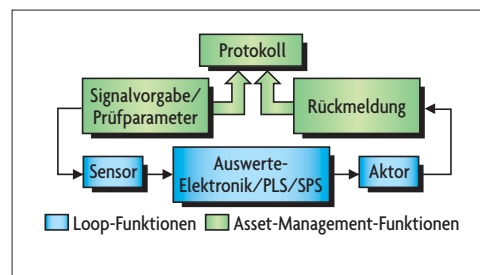 Protokoll
Signalvorgabe/
Prüfparameter
Rückmeldung
Sensor
Auswerte-
Elektronik/PLS/SPS
Aktor
Loop-Funktionen
Asset-Management-Funktionen